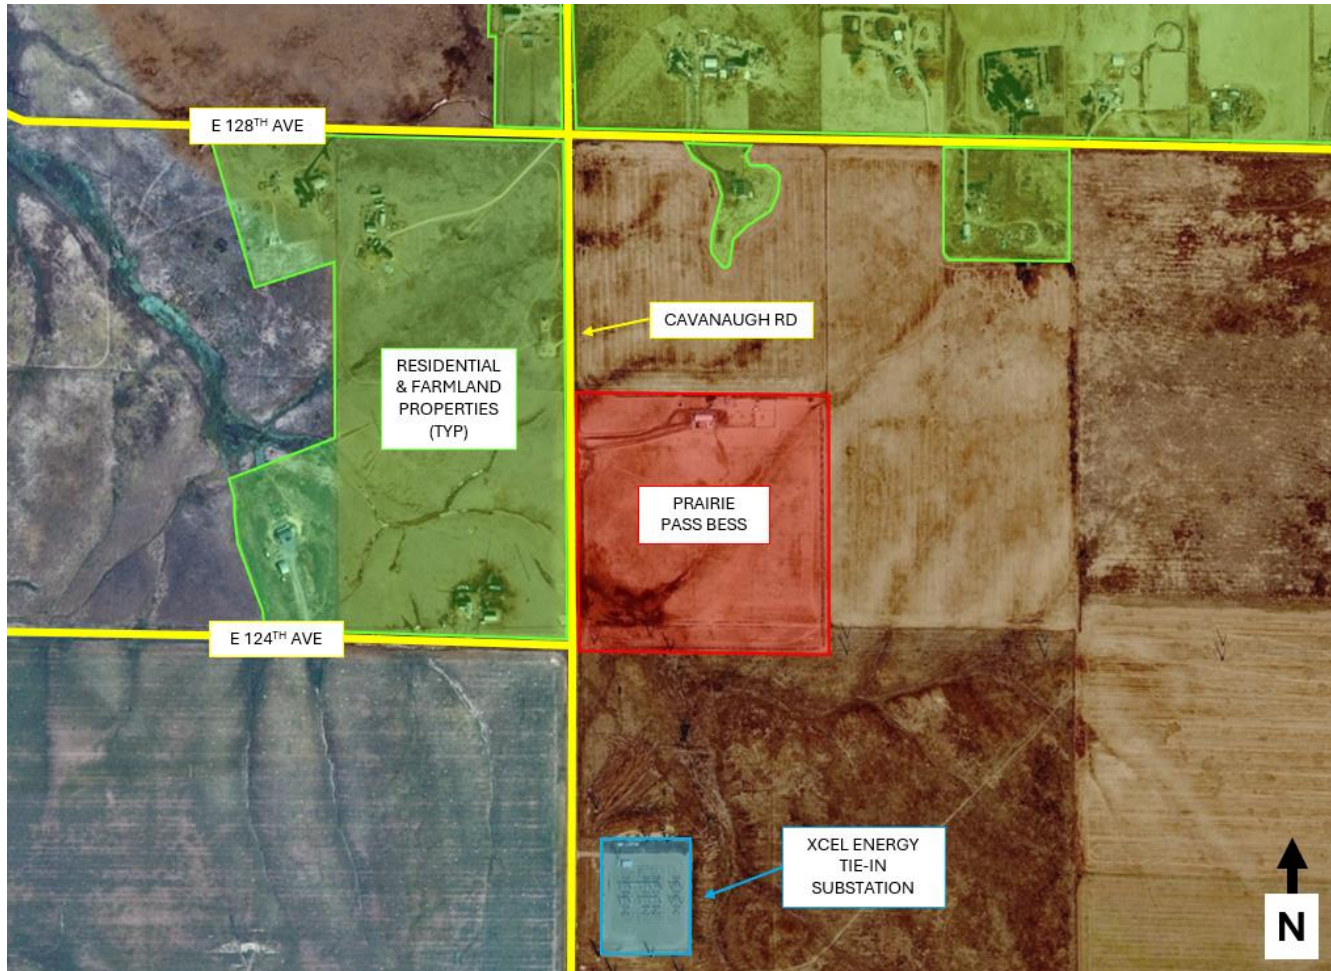 E 128TH AVE
CAVANAUGH RD
RESIDENTIAL
& FARMLAND
PROPERTIES
(TYP)
PRAIRIE
PASS BESS
E 124TH AVE
XCEL ENERGY
TIE-IN
SUBSTATION
N